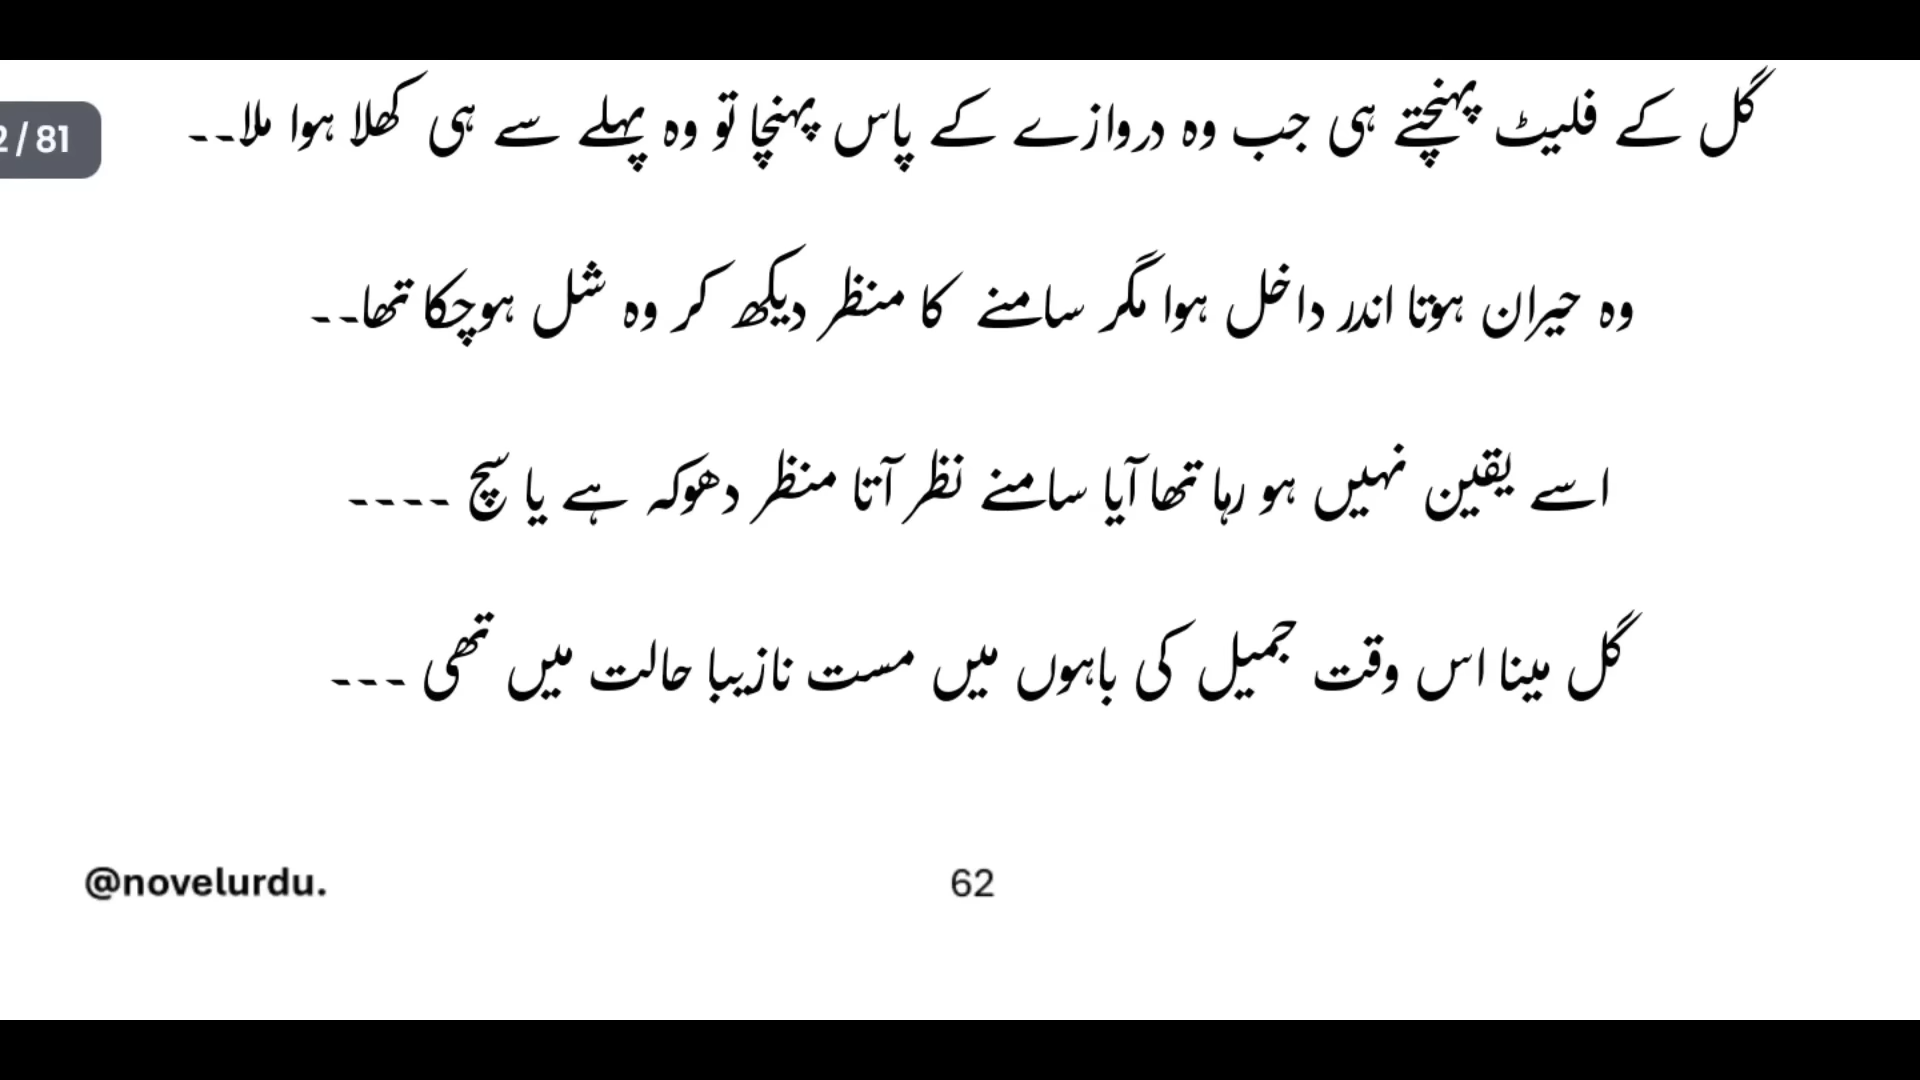 گل کے فلیٹ پہنچتے ہی جب وہ دروازے کے پاس پہنچا تو وہ پہلے سے ہی کھلا ہوا ملا--
2/81
وہ حیران ہوتا اندر داخل ہوا مگر سامنے کا منظر دیکھ کر وہ شل ہوچکا تھا--
اسے یقین نہیں ہو رہا تھا آیا سامنے نظر آتا منظر دھوکہ ہے یا سچ ----
گل مینا اس وقت جمیل کی باہوں میں مست نازیبا حالت میں تھی ---
@novelurdu. 62